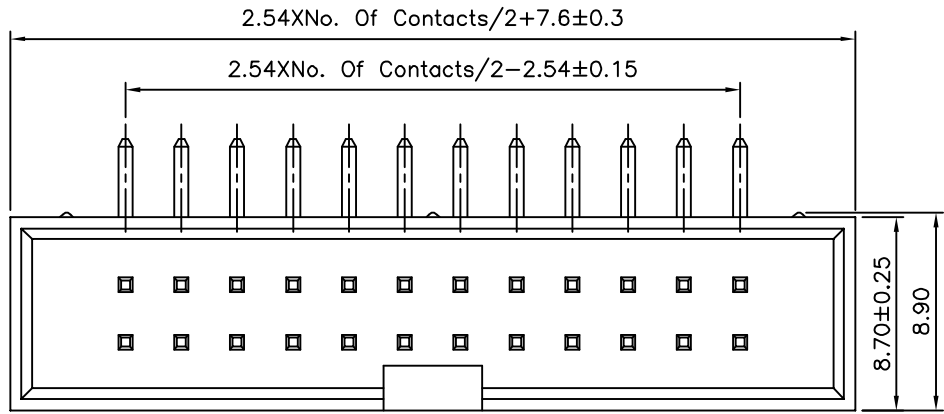 2.54XNo. Of Contacts/2+7.6±0.3
2.54XNo. Of Contacts/2-2.54±0.15
8.70±0.25
8.90